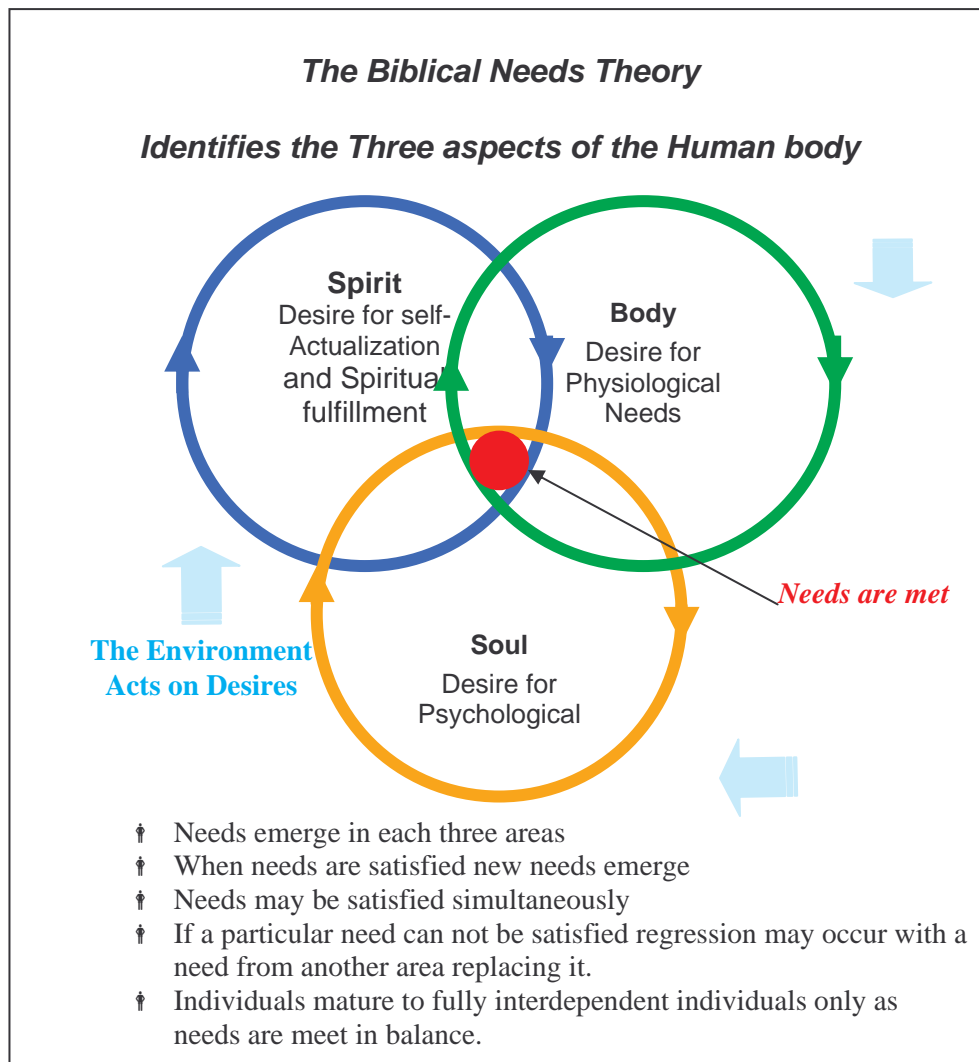 The Biblical Needs Theory
Identifies the Three aspects of the Human body
Spirit
Desire for self-
Actualization
and Spiritual
fulfillment
Body
Desire for
Physiological
Needs
Needs are met
The Environment
Acts on Desires
Soul
Desire for
Psychological
Needs emerge in each three areas
When needs are satisfied new needs emerge
Needs may be satisfied simultaneously
If a particular need can not be satisfied regression may occur with a
need from another area replacing it.
Individuals mature to fully interdependent individuals only as
needs are meet in balance.